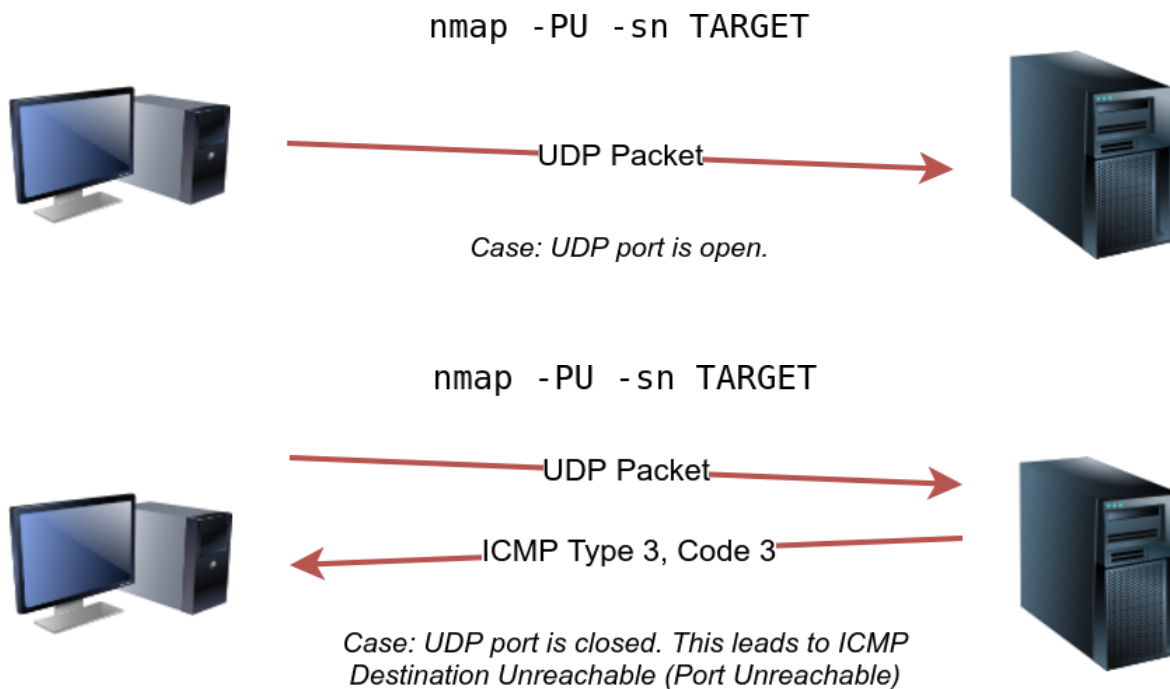 nmap -PU -sn TARGET
UDP Packet
Case: UDP port is open.
nmap -PU -sn TARGET
UDP Packet
ICMP Type 3, Code 3
Case: UDP port is closed. This leads to ICMP
Destination Unreachable (Port Unreachable)